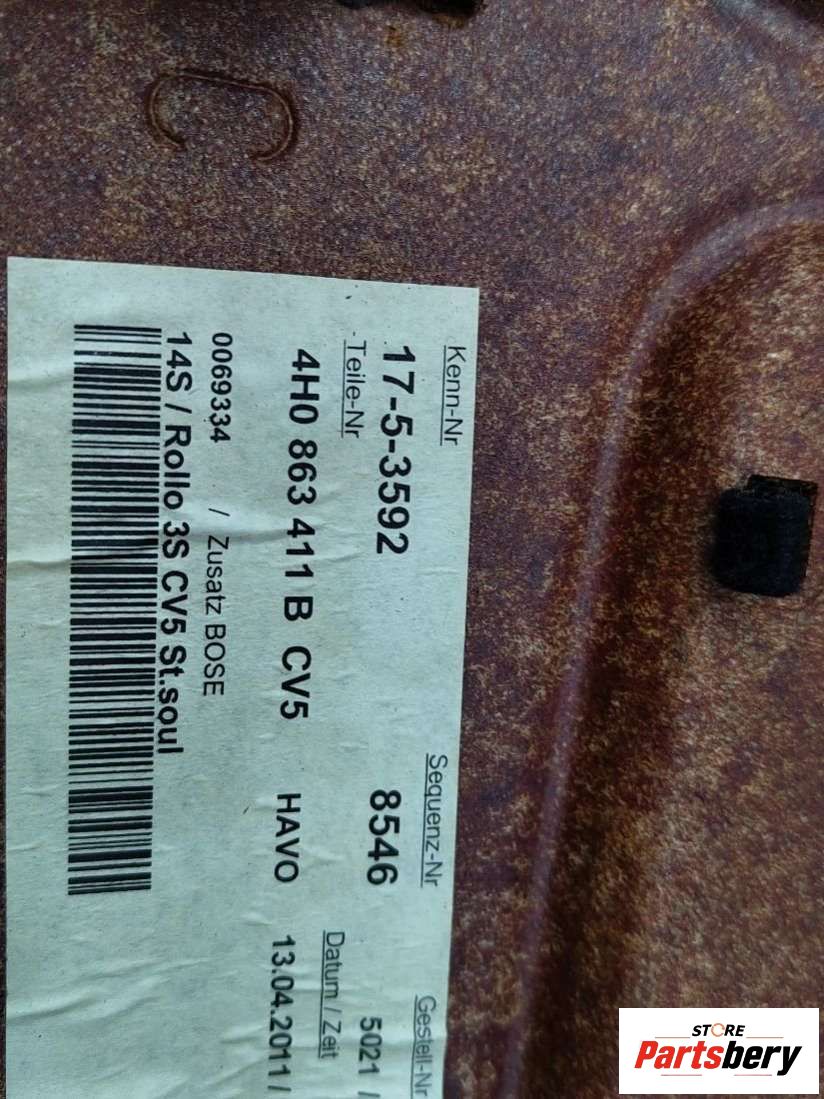 C
Kenn-Nr Sequenz-Nr Gestell-Nr
17-5-3592 8546 5021 /
Teile-Nr Datum / Zeit
4H0 863 411 B CV5 HAVO 13.04.2011 /
0069334 / Zusatz BOSE
14S / Rollo 3S CV5 St.soul
STORE
Partsbery